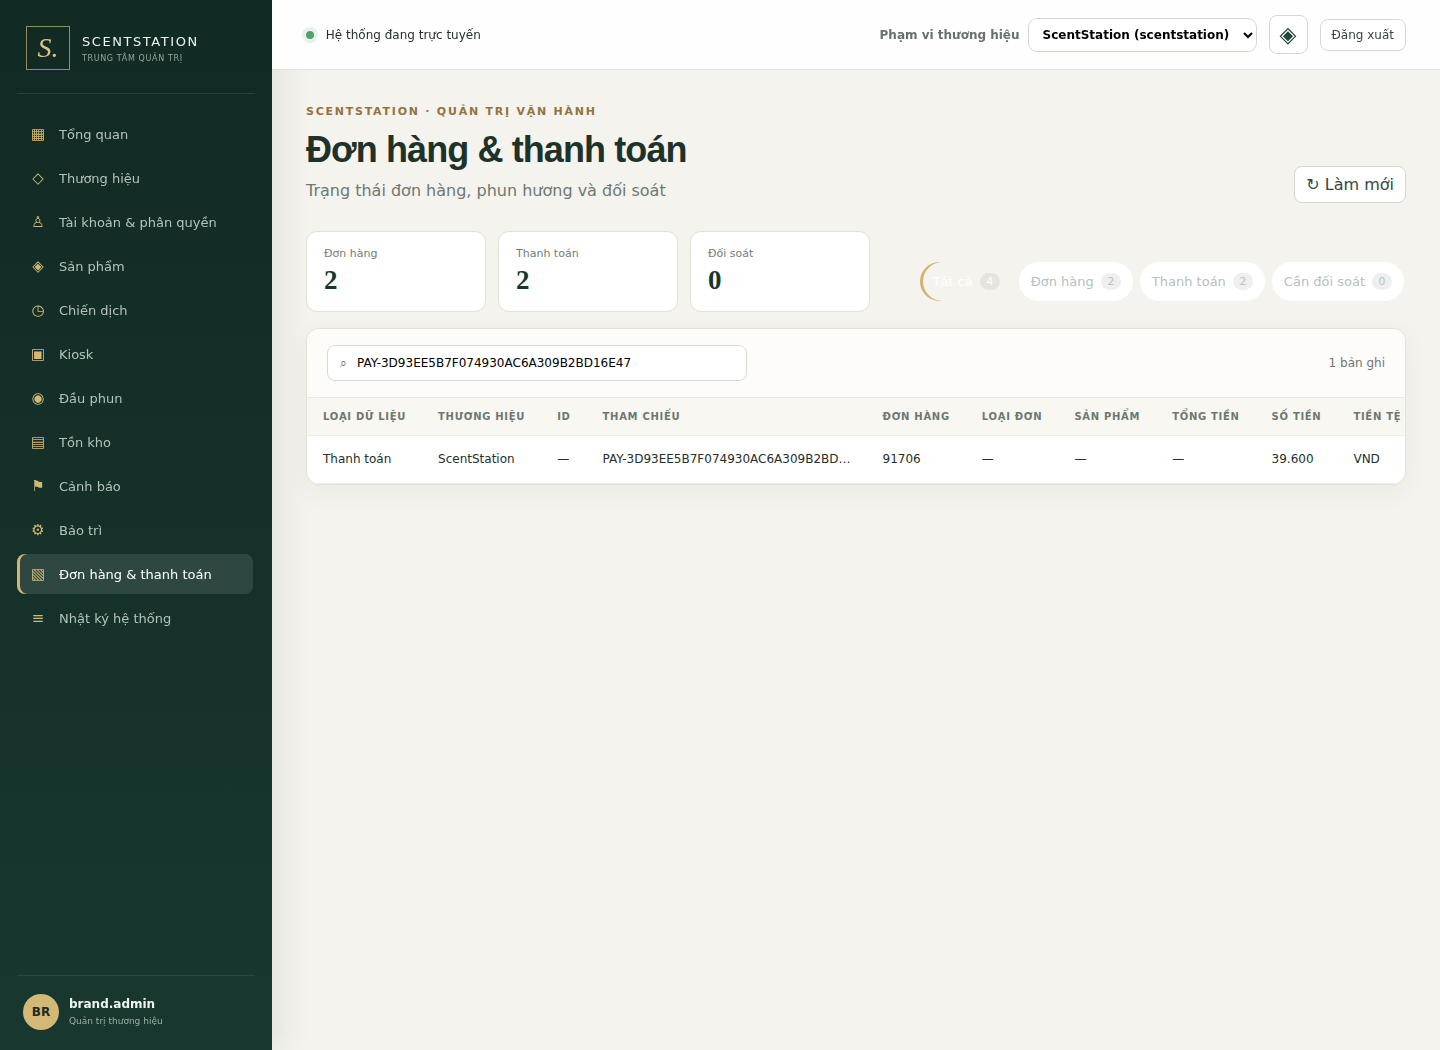 S.
SCENTSTATION
TRUNG TÂM QUẢN TRỊ
Tổng quan
Thương hiệu
Tài khoản & phân quyền
Sản phẩm
Chiến dịch
Kiosk
Đầu phun
Tồn kho
Cảnh báo
Bảo trì
Đơn hàng & thanh toán
Nhật ký hệ thống
BR
brand.admin
Quản trị thương hiệu
Hệ thống đang trực tuyến
Phạm vi thương hiệu
ScentStation (scentstation)
Đăng xuất
SCENTSTATION · QUẢN TRỊ VẬN HÀNH
Đơn hàng & thanh toán
Trạng thái đơn hàng, phun hương và đối soát
↻ Làm mới
Đơn hàng
2
Thanh toán
2
Đối soát
0
Tất cả 4
Đơn hàng 2
Thanh toán 2
Cần đối soát 0
PAY-3D93EE5B7F074930AC6A309B2BD16E47
1 bản ghi
LOẠI DỮ LIỆU THƯƠNG HIỆU ID THAM CHIẾU ĐƠN HÀNG LOẠI ĐƠN SẢN PHẨM TỔNG TIỀN SỐ TIỀN TIỀN TỆ
Thanh toán ScentStation — PAY-3D93EE5B7F074930AC6A309B2BD… 91706 — — — 39.600 VND